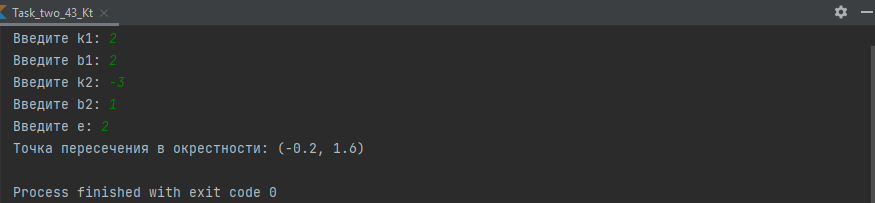 Task_two_43_Kt
Введите k1: 2
Введите b1: 2
Введите k2: -3
Введите b2: 1
Введите e: 2
Точка пересечения в окрестности: (-0.2, 1.6)
Process finished with exit code 0